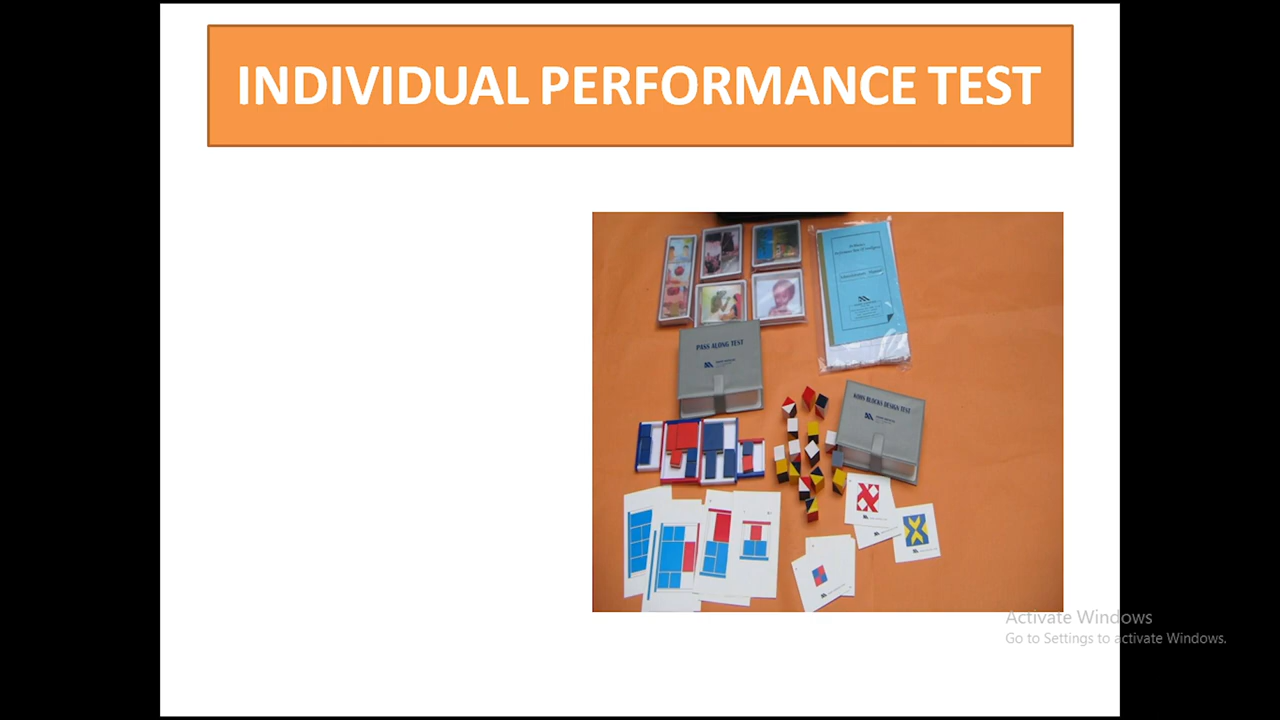 INDIVIDUAL PERFORMANCE TEST
PASS ALONG TEST
KOHS BLOCKS DESIGN TEST
Activate Windows
Go to Settings to activate Windows.